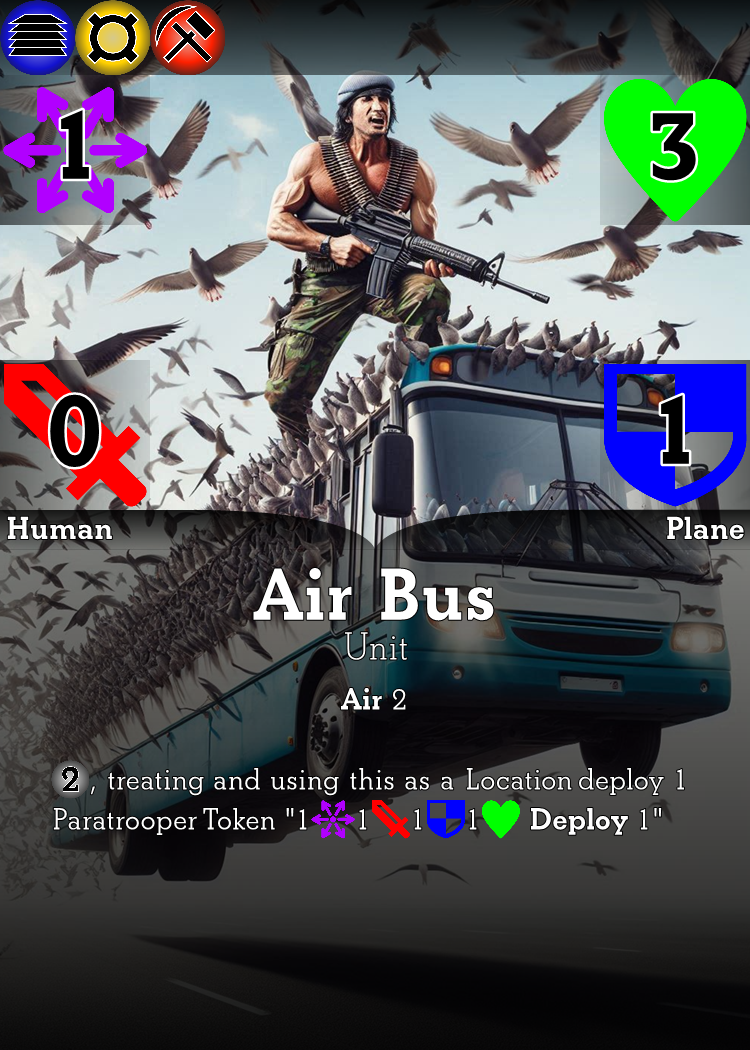 1
3
0
1
Human
Plane
Air Bus
Unit
Air 2
2, treating and using this as a Location deploy 1
Paratrooper Token "1 1 1 1 Deploy 1"